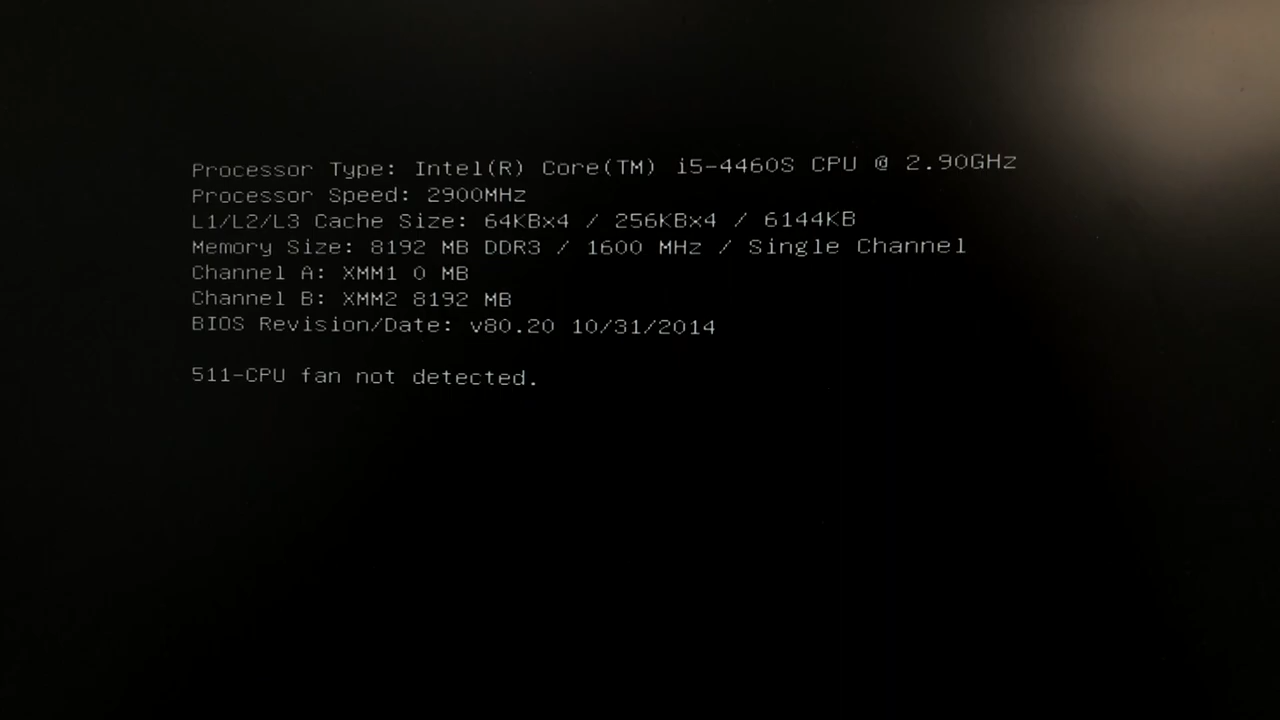 Processor Type: Intel(R) Core(TM) i5-4460S CPU @ 2.90GHz
Processor Speed: 2900MHz
L1/L2/L3 Cache Size: 64KBx4 / 256KBx4 / 6144KB
Memory Size: 8192 MB DDR3 / 1600 MHz / Single Channel
Channel A: XMM1 0 MB
Channel B: XMM2 8192 MB
BIOS Revision/Date: v80.20 10/31/2014
511-CPU fan not detected.